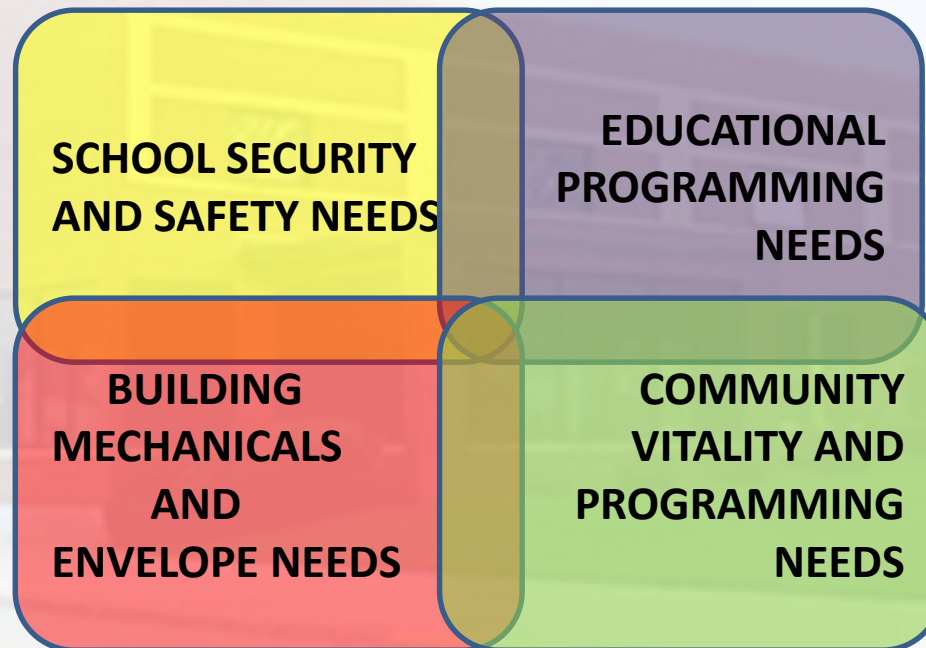 SCHOOL SECURITY
AND SAFETY NEEDS
EDUCATIONAL
PROGRAMMING
NEEDS
BUILDING
MECHANICALS
AND
ENVELOPE NEEDS
COMMUNITY
VITALITY AND
PROGRAMMING
NEEDS